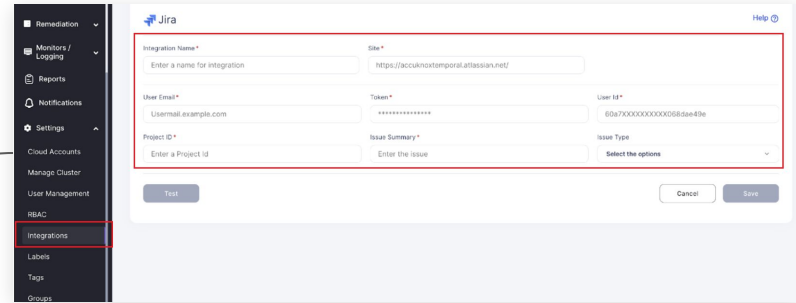 Remediation
Monitors /
Logging
Reports
Notifications
Settings
Cloud Accounts
Manage Cluster
User Management
RBAC
Integrations
Labels
Tags
Groups
Jira
Help
Integration Name *
Site *
Enter a name for integration
https://accuknoxtemporal.atlassian.net/
User Email *
Token *
User Id *
Usermail.example.com
***************
60a7XXXXXXXXXX068dae49e
Project ID *
Issue Summary *
Issue Type
Enter a Project Id
Enter the issue
Select the options
Test
Cancel
Save